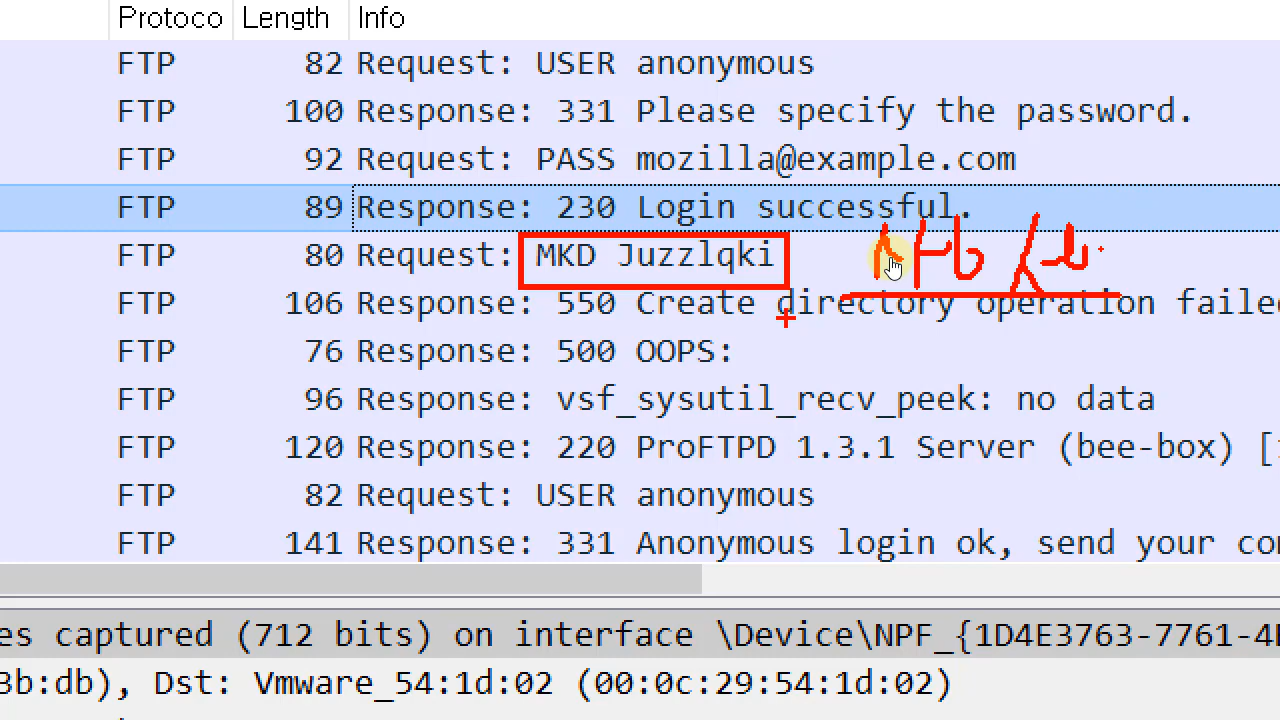 Protoco Length Info
FTP 82 Request: USER anonymous
FTP 100 Response: 331 Please specify the password.
FTP 92 Request: PASS mozilla@example.com
FTP 89 Response: 230 Login successful.
FTP 80 Request: MKD Juzzlqki
FTP 106 Response: 550 Create directory operation faile
FTP 76 Response: 500 OOPS:
FTP 96 Response: vsf_sysutil_recv_peek: no data
FTP 120 Response: 220 ProFTPD 1.3.1 Server (bee-box) [
FTP 82 Request: USER anonymous
FTP 141 Response: 331 Anonymous login ok, send your co
es captured (712 bits) on interface \Device\NPF_{1D4E3763-7761-4
3b:db), Dst: Vmware_54:1d:02 (00:0c:29:54:1d:02)